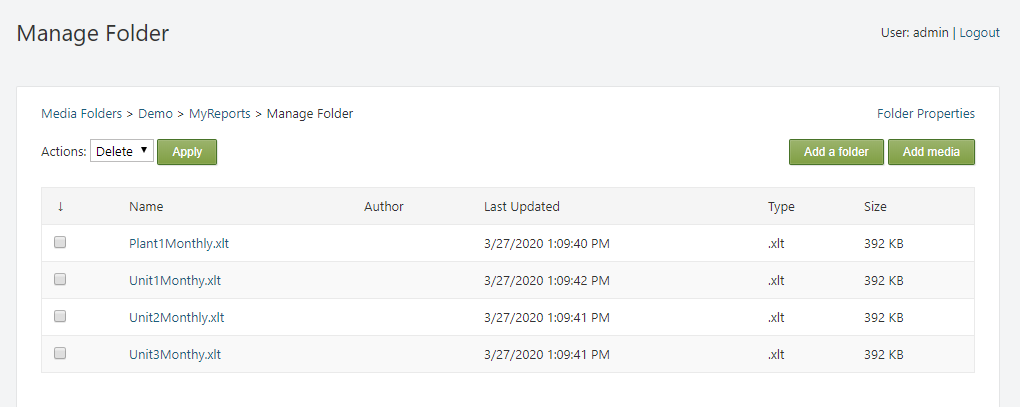 Manage Folder
User: admin | Logout
Media Folders > Demo > MyReports > Manage Folder
Folder Properties
Actions: Delete Apply
Add a folder Add media
↓ Name Author Last Updated Type Size
Plant1Monthly.xlt 3/27/2020 1:09:40 PM .xlt 392 KB
Unit1Monthy.xlt 3/27/2020 1:09:42 PM .xlt 392 KB
Unit2Monthly.xlt 3/27/2020 1:09:41 PM .xlt 392 KB
Unit3Monthy.xlt 3/27/2020 1:09:41 PM .xlt 392 KB